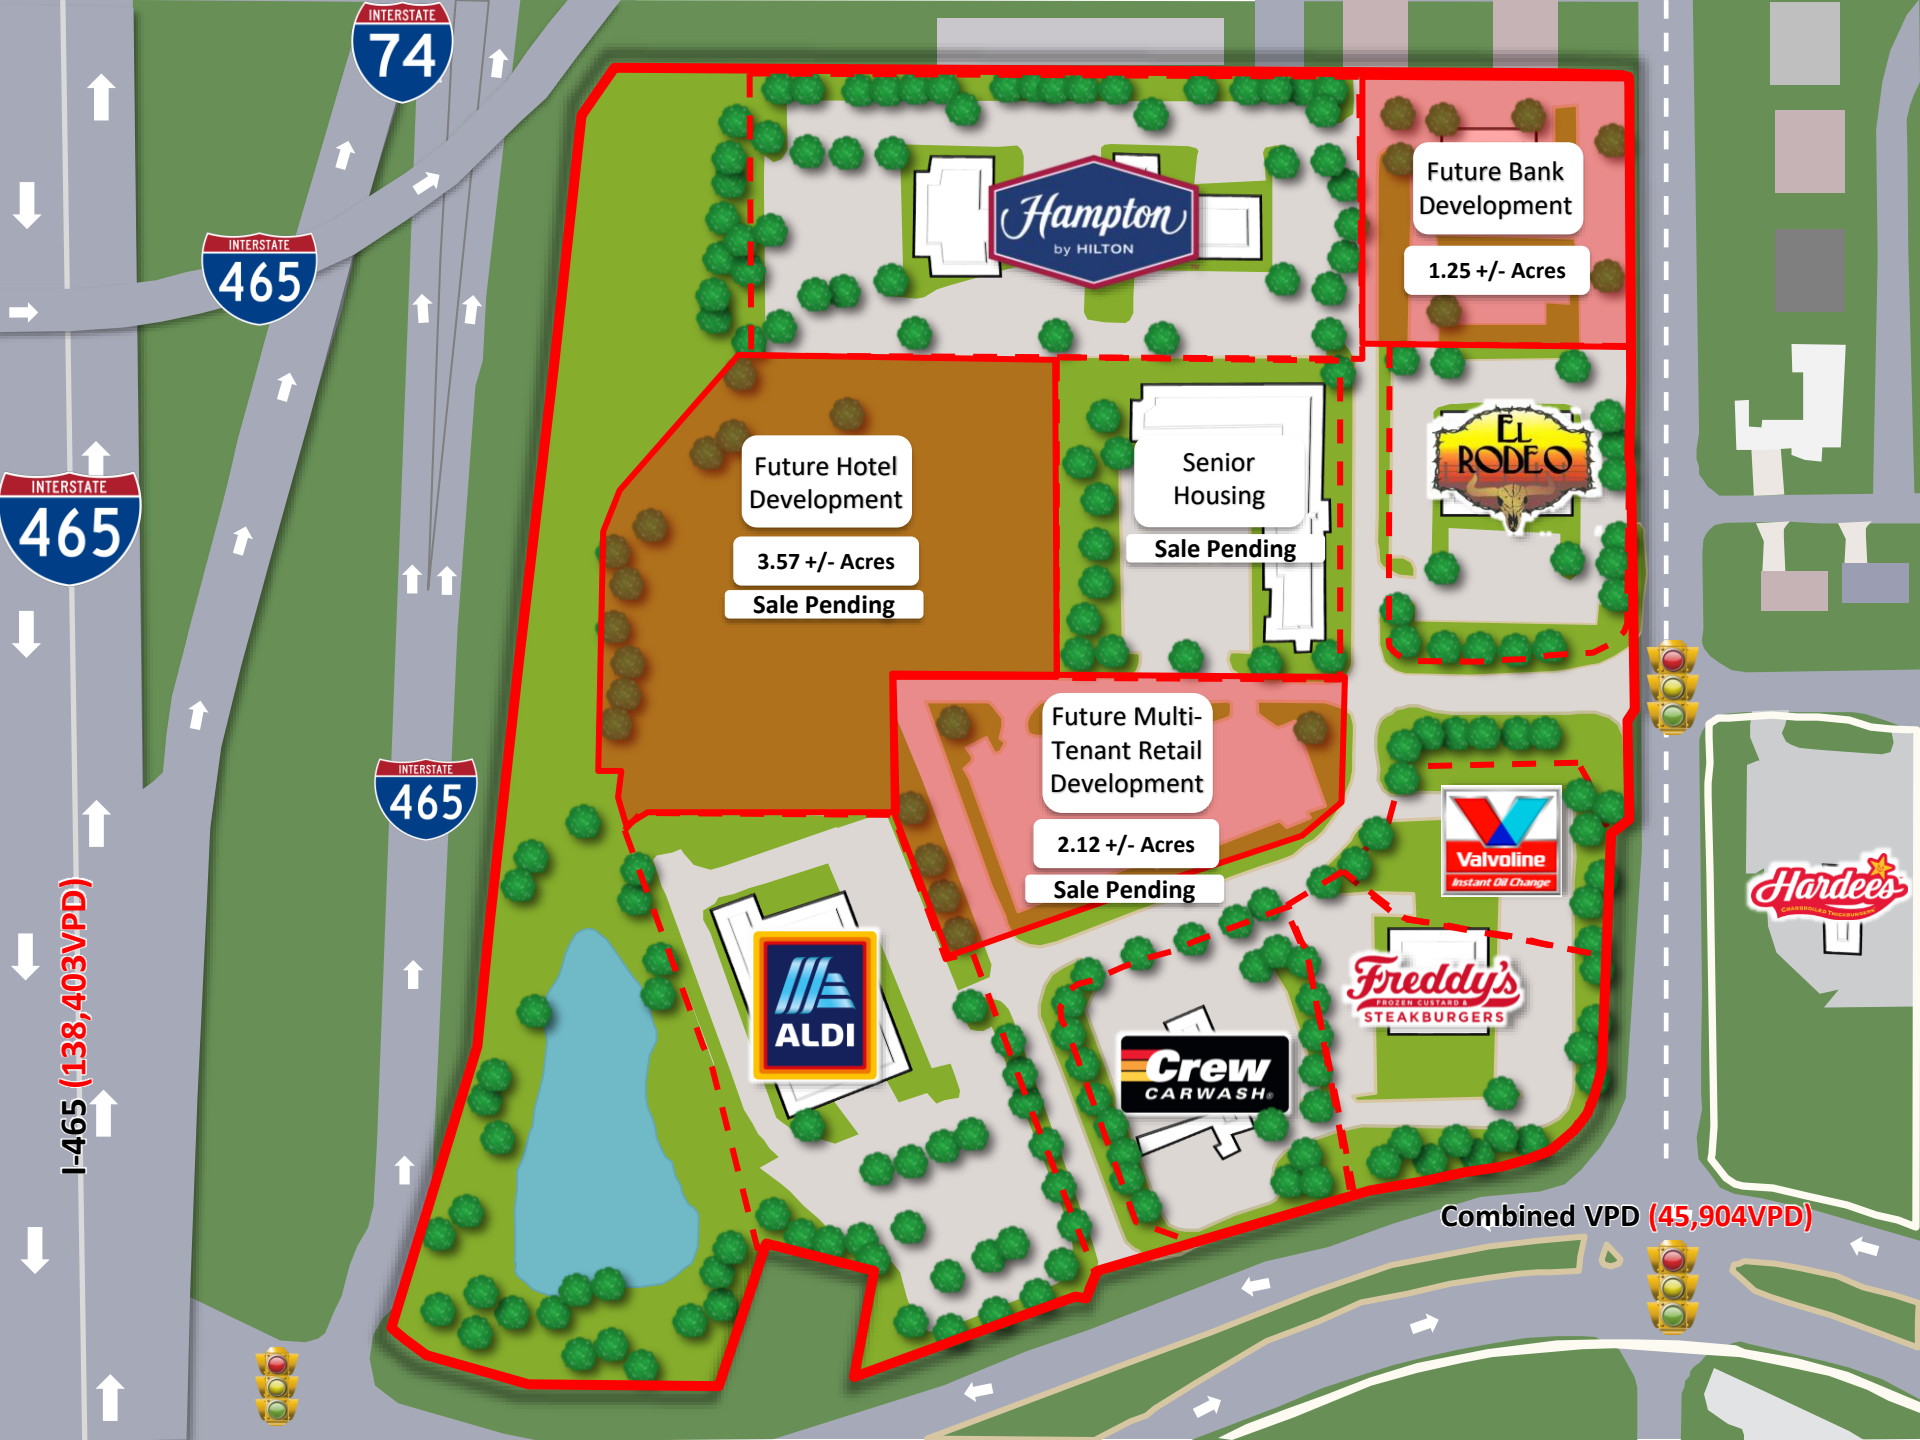 INTERSTATE
74
INTERSTATE
465
INTERSTATE
465
INTERSTATE
465
I-465 (138,403VPD)
Hampton
by HILTON
Future Bank
Development
1.25 +/- Acres
Future Hotel
Development
3.57 +/- Acres
Sale Pending
Senior
Housing
Sale Pending
EL
RODEO
Future Multi-
Tenant Retail
Development
2.12 +/- Acres
Sale Pending
Valvoline
Instant Oil Change
Hardee's
CHARBROILED THICKBURGERS
Freddy's
FROZEN CUSTARD &
STEAKBURGERS
ALDI
Crew
CARWASH®
Combined VPD (45,904VPD)